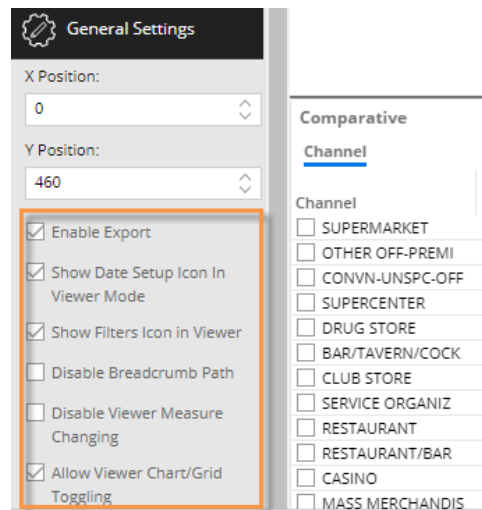 General Settings
X Position:
0
Y Position:
460
Enable Export
Show Date Setup Icon In
Viewer Mode
Show Filters Icon in Viewer
Disable Breadcrumb Path
Disable Viewer Measure
Changing
Allow Viewer Chart/Grid
Toggling
Comparative
Channel
Channel
SUPERMARKET
OTHER OFF-PREMI
CONVN-UNSPC-OFF
SUPERCENTER
DRUG STORE
BAR/TAVERN/COCK
CLUB STORE
SERVICE ORGANIZ
RESTAURANT
RESTAURANT/BAR
CASINO
MASS MERCHANDIS